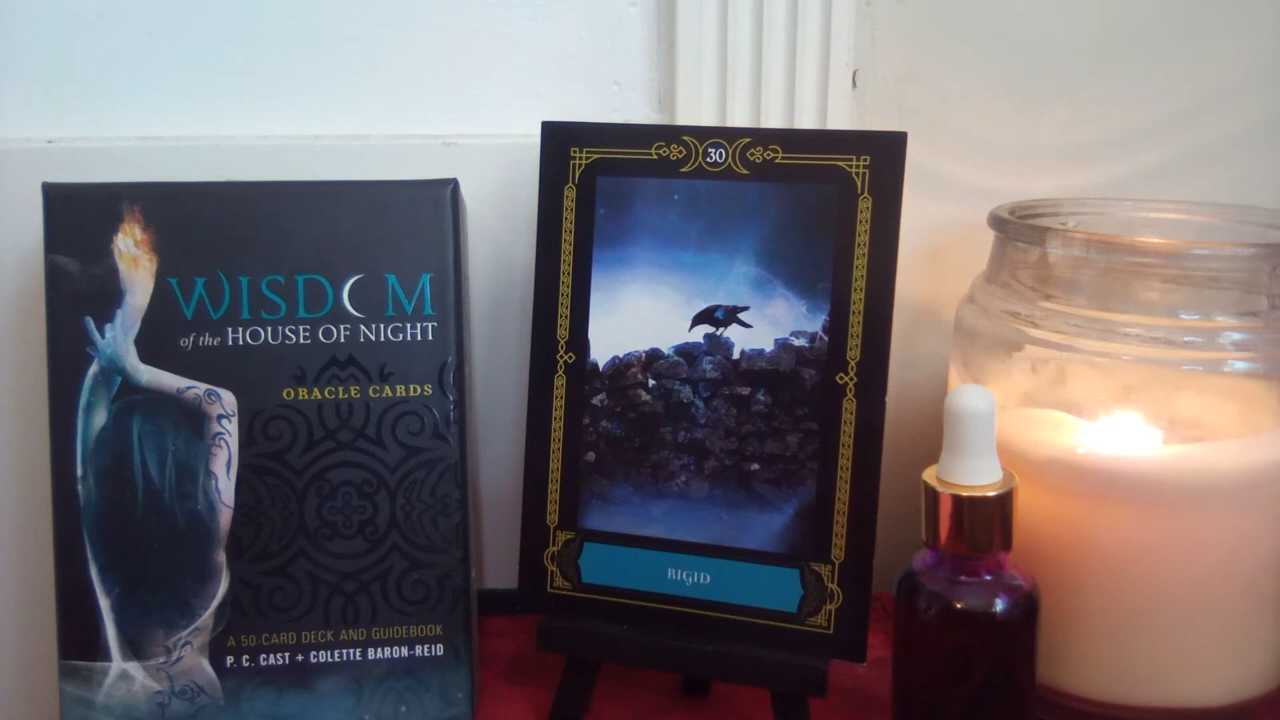 WISDOM
of the HOUSE OF NIGHT
ORACLE CARDS
A 50-CARD DECK AND GUIDEBOOK
P. C. CAST + COLETTE BARON-REID
30
RIGID